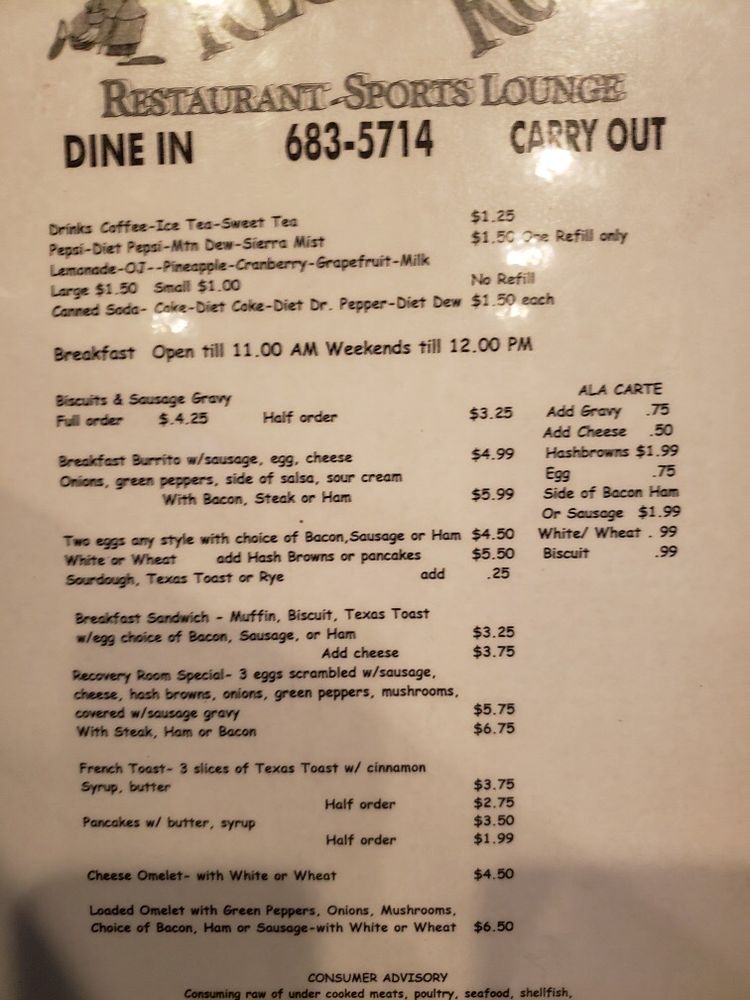 RESTAURANT-SPORTS LOUNGE
DINE IN 683-5714 CARRY OUT
Drinks Coffee-Ice Tea-Sweet Tea $1.25
Pepsi-Diet Pepsi-Mtn Dew-Sierra Mist $1.50 One Refill only
Lemonade-OJ--Pineapple-Cranberry-Grapefruit-Milk
Large $1.50 Small $1.00 No Refill
Canned Soda- Coke-Diet Coke-Diet Dr. Pepper-Diet Dew $1.50 each
Breakfast Open till 11.00 AM Weekends till 12.00 PM
Biscuits & Sausage Gravy
Full order $.4.25 Half order $3.25
Breakfast Burrito w/sausage, egg, cheese $4.99
Onions, green peppers, side of salsa, sour cream
With Bacon, Steak or Ham $5.99
Two eggs any style with choice of Bacon,Sausage or Ham $4.50
White or Wheat add Hash Browns or pancakes $5.50
Sourdough, Texas Toast or Rye add .25
Breakfast Sandwich - Muffin, Biscuit, Texas Toast
w/egg choice of Bacon, Sausage, or Ham $3.25
Add cheese $3.75
Recovery Room Special- 3 eggs scrambled w/sausage,
cheese, hash browns, onions, green peppers, mushrooms,
covered w/sausage gravy $5.75
With Steak, Ham or Bacon $6.75
French Toast- 3 slices of Texas Toast w/ cinnamon
Syrup, butter $3.75
Half order $2.75
Pancakes w/ butter, syrup $3.50
Half order $1.99
Cheese Omelet- with White or Wheat $4.50
Loaded Omelet with Green Peppers, Onions, Mushrooms,
Choice of Bacon, Ham or Sausage-with White or Wheat $6.50
ALA CARTE
Add Gravy .75
Add Cheese .50
Hashbrowns $1.99
Egg .75
Side of Bacon Ham
Or Sausage $1.99
White/ Wheat . 99
Biscuit .99
CONSUMER ADVISORY
Consuming raw of under cooked meats, poultry, seafood, shellfish,